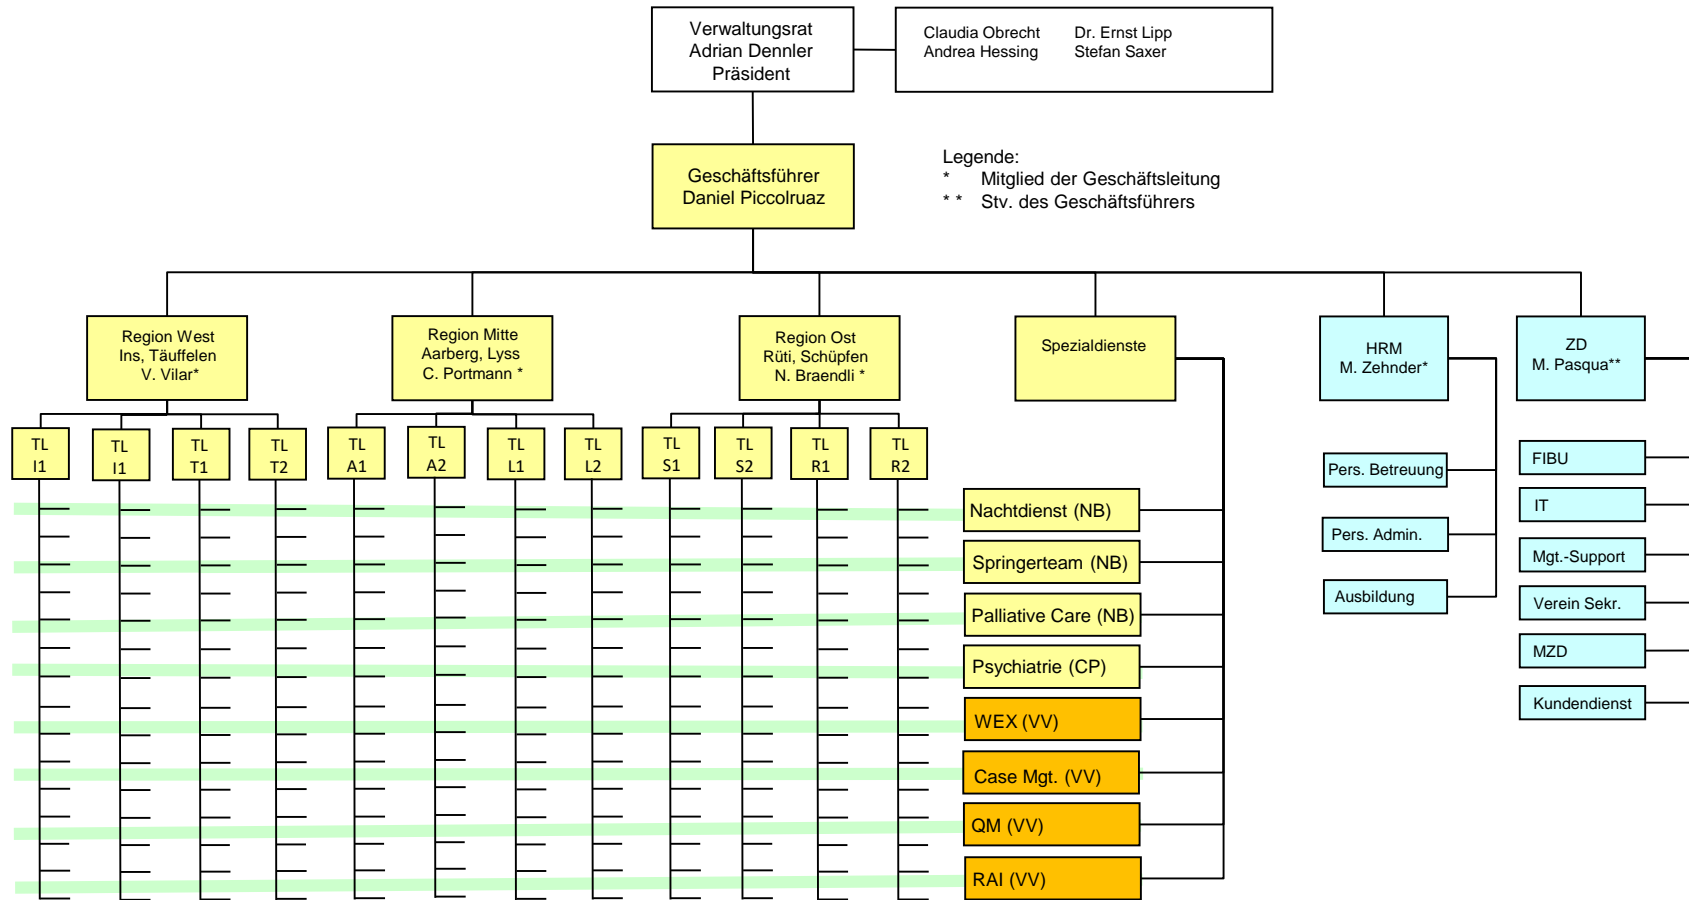 Verwaltungsrat
Adrian Dennler
Präsident
Claudia Obrecht Dr. Ernst Lipp
Andrea Hessing Stefan Saxer
Geschäftsführer
Daniel Piccolruaz
Legende:
* Mitglied der Geschäftsleitung
* * Stv. des Geschäftsführers
Region West
Ins, Täuffelen
V. Vilar*
Region Mitte
Aarberg, Lyss
C. Portmann *
Region Ost
Rüti, Schüpfen
N. Braendli *
Spezialdienste
HRM
M. Zehnder*
ZD
M. Pasqua**
TL
I1
TL
I1
TL
T1
TL
T2
TL
A1
TL
A2
TL
L1
TL
L2
TL
S1
TL
S2
TL
R1
TL
R2
Nachtdienst (NB)
Springerteam (NB)
Palliative Care (NB)
Psychiatrie (CP)
WEX (VV)
Case Mgt. (VV)
QM (VV)
RAI (VV)
Pers. Betreuung
Pers. Admin.
Ausbildung
FIBU
IT
Mgt.-Support
Verein Sekr.
MZD
Kundendienst